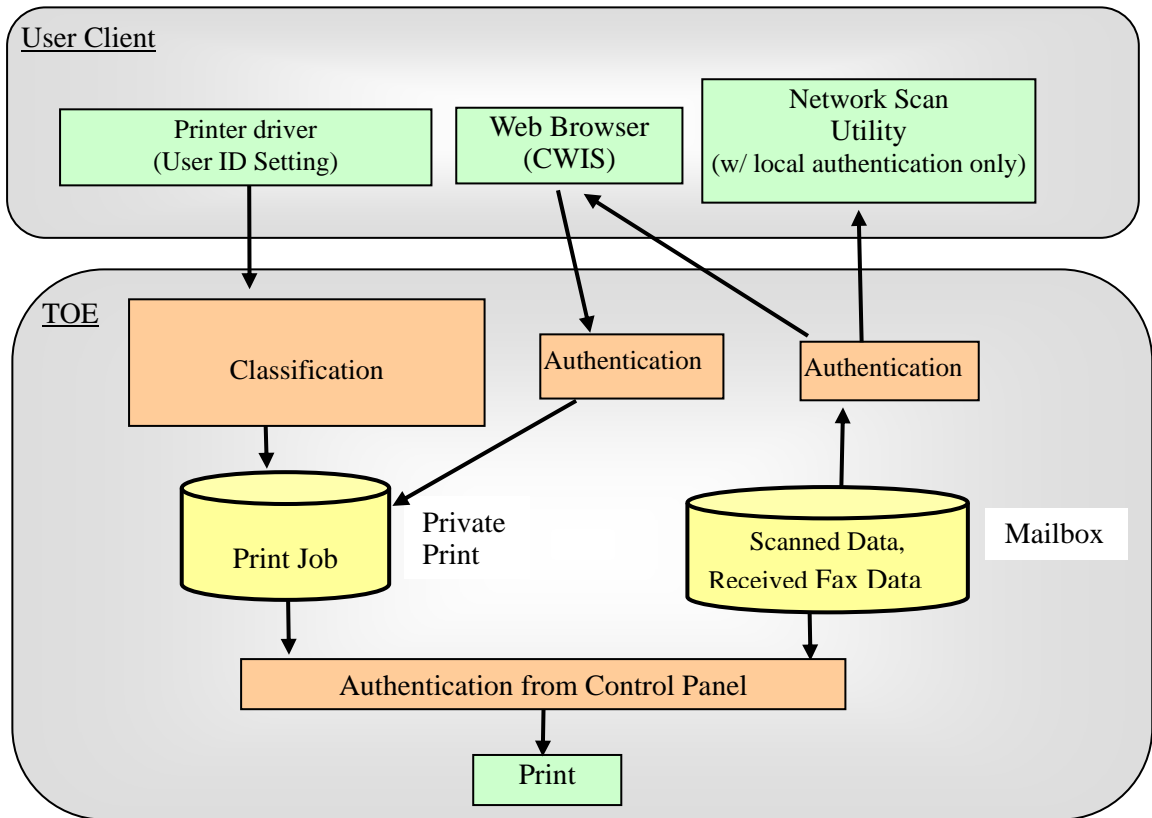 User Client
Printer driver
(User ID Setting)
Web Browser
(CWIS)
Network Scan
Utility
(w/ local authentication only)
TOE
Classification
Authentication
Authentication
Print Job
Private
Print
Scanned Data,
Received Fax Data
Mailbox
Authentication from Control Panel
Print